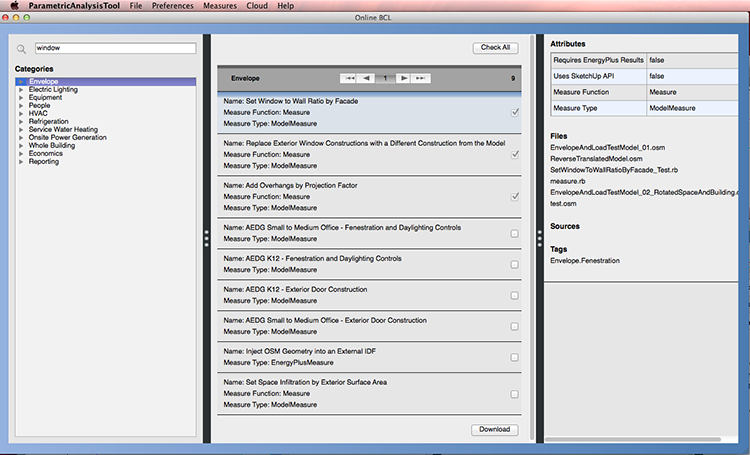 ParametricAnalysisTool File Preferences Measures Cloud Help
Online BCL
window
Categories
Envelope
Electric Lighting
Equipment
People
HVAC
Refrigeration
Service Water Heating
Onsite Power Generation
Whole Building
Economics
Reporting
Check All
Envelope 1 9
Name: Set Window to Wall Ratio by Facade
Measure Function: Measure
Measure Type: ModelMeasure
Name: Replace Exterior Window Constructions with a Different Construction from the Model
Measure Function: Measure
Measure Type: ModelMeasure
Name: Add Overhangs by Projection Factor
Measure Function: Measure
Measure Type: ModelMeasure
Name: AEDG Small to Medium Office - Fenestration and Daylighting Controls
Measure Type: ModelMeasure
Name: AEDG K12 - Fenestration and Daylighting Controls
Measure Type: ModelMeasure
Name: AEDG K12 - Exterior Door Construction
Measure Type: ModelMeasure
Name: AEDG Small to Medium Office - Exterior Door Construction
Measure Type: ModelMeasure
Name: Inject OSM Geometry into an External IDF
Measure Type: EnergyPlusMeasure
Name: Set Space Infiltration by Exterior Surface Area
Measure Function: Measure
Measure Type: ModelMeasure
Download
Attributes
Requires EnergyPlus Results false
Uses SketchUp API false
Measure Function Measure
Measure Type ModelMeasure
Files
EnvelopeAndLoadTestModel_01.osm
ReverseTranslatedModel.osm
SetWindowToWallRatioByFacade_Test.rb
measure.rb
EnvelopeAndLoadTestModel_02_RotatedSpaceAndBuilding.o
test.osm
Sources
Tags
Envelope.Fenestration